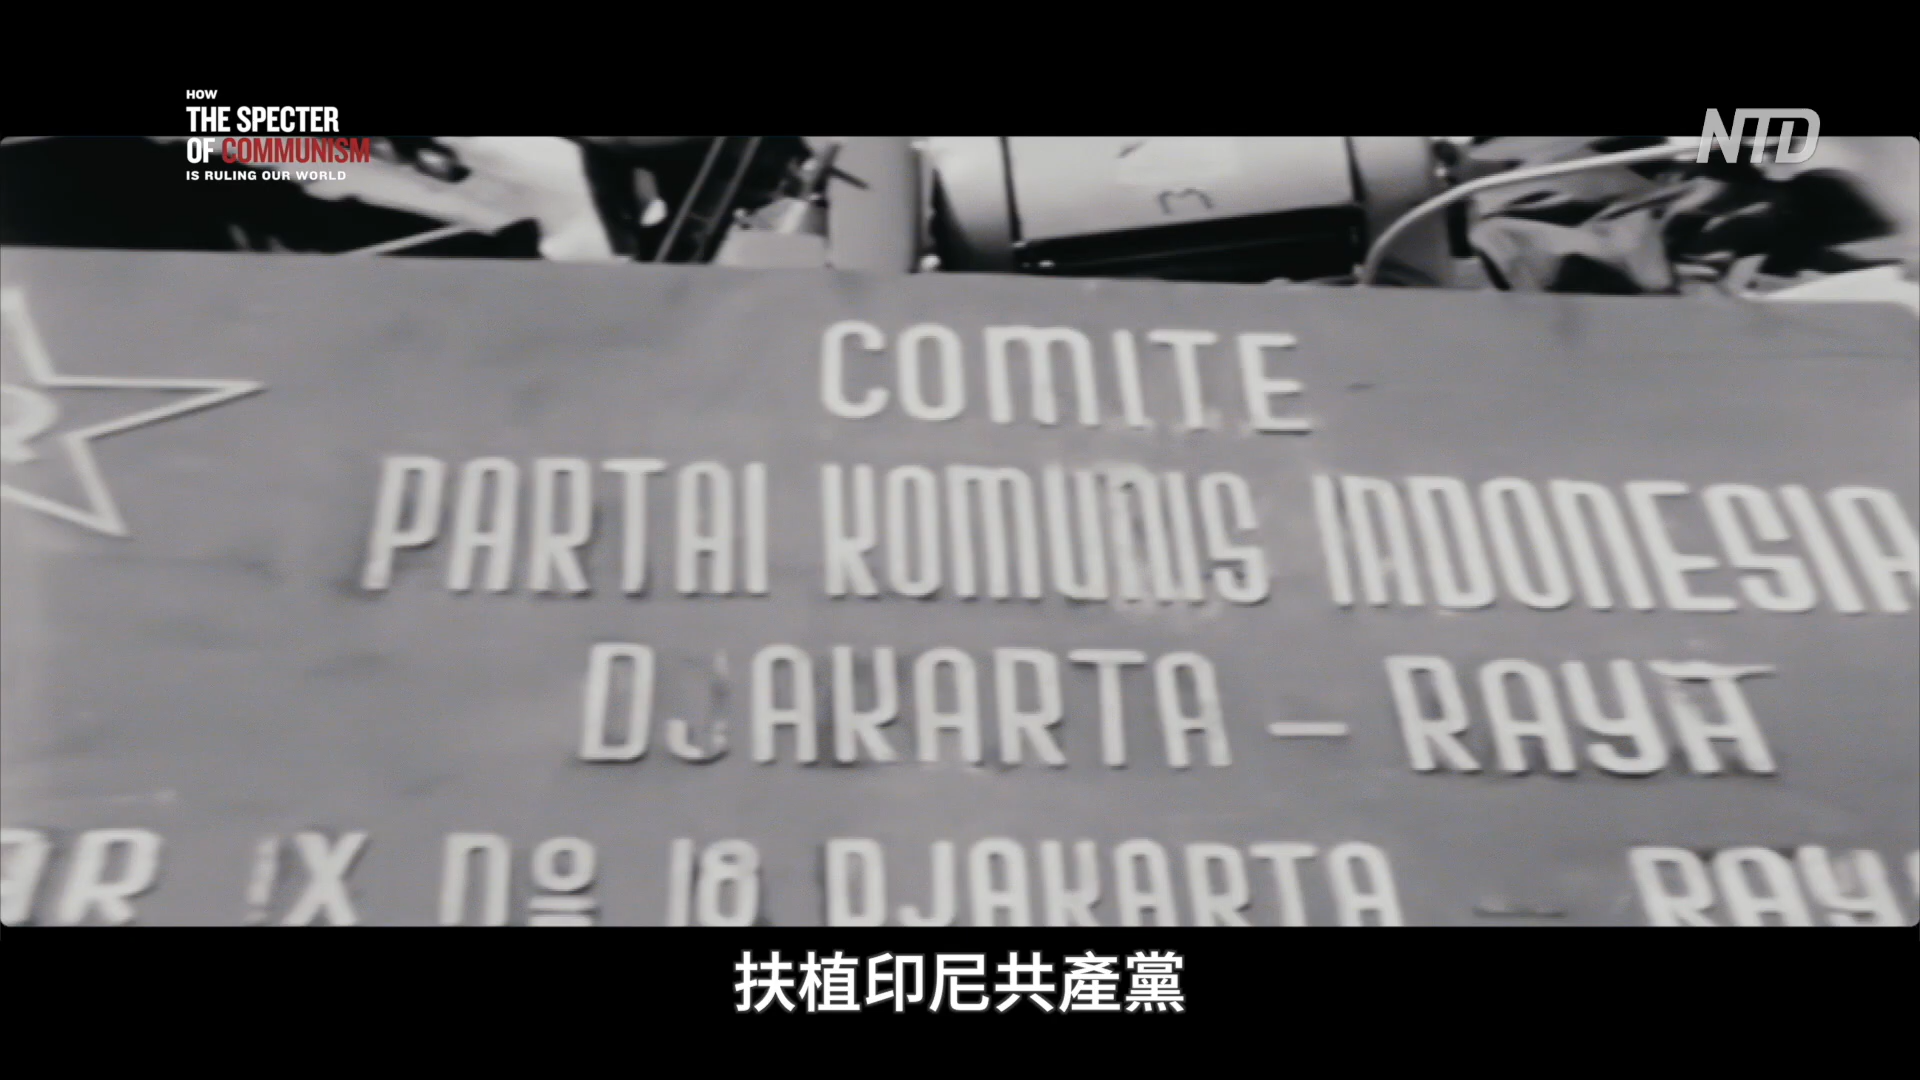 HOW
THE SPECTER
OF COMMUNISM
IS RULING OUR WORLD
NTD
COMITE
PARTAI KOMUNIS INDONESIA
DJAKARTA – RAYA
IX No 18 DJAKARTA – RAYA
扶植印尼共產黨